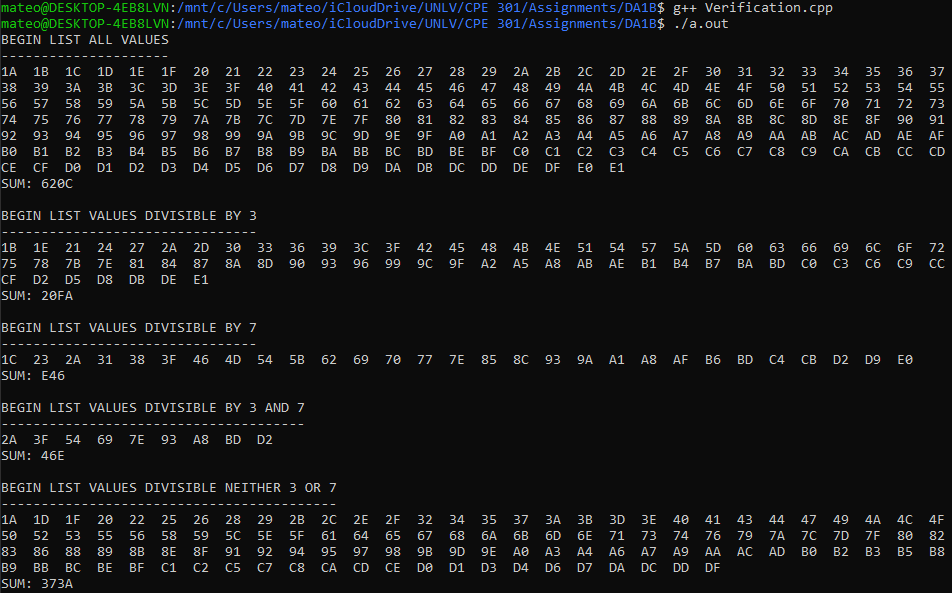 mateo@DESKTOP-4EB8LVN:/mnt/c/Users/mateo/iCloudDrive/UNLV/CPE 301/Assignments/DA1B$ g++ Verification.cpp
mateo@DESKTOP-4EB8LVN:/mnt/c/Users/mateo/iCloudDrive/UNLV/CPE 301/Assignments/DA1B$ ./a.out
BEGIN LIST ALL VALUES
---------------------
1A 1B 1C 1D 1E 1F 20 21 22 23 24 25 26 27 28 29 2A 2B 2C 2D 2E 2F 30 31 32 33 34 35 36 37
38 39 3A 3B 3C 3D 3E 3F 40 41 42 43 44 45 46 47 48 49 4A 4B 4C 4D 4E 4F 50 51 52 53 54 55
56 57 58 59 5A 5B 5C 5D 5E 5F 60 61 62 63 64 65 66 67 68 69 6A 6B 6C 6D 6E 6F 70 71 72 73
74 75 76 77 78 79 7A 7B 7C 7D 7E 7F 80 81 82 83 84 85 86 87 88 89 8A 8B 8C 8D 8E 8F 90 91
92 93 94 95 96 97 98 99 9A 9B 9C 9D 9E 9F A0 A1 A2 A3 A4 A5 A6 A7 A8 A9 AA AB AC AD AE AF
B0 B1 B2 B3 B4 B5 B6 B7 B8 B9 BA BB BC BD BE BF C0 C1 C2 C3 C4 C5 C6 C7 C8 C9 CA CB CC CD
CE CF D0 D1 D2 D3 D4 D5 D6 D7 D8 D9 DA DB DC DD DE DF E0 E1
SUM: 620C
BEGIN LIST VALUES DIVISIBLE BY 3
--------------------------------
1B 1E 21 24 27 2A 2D 30 33 36 39 3C 3F 42 45 48 4B 4E 51 54 57 5A 5D 60 63 66 69 6C 6F 72
75 78 7B 7E 81 84 87 8A 8D 90 93 96 99 9C 9F A2 A5 A8 AB AE B1 B4 B7 BA BD C0 C3 C6 C9 CC
CF D2 D5 D8 DB DE E1
SUM: 20FA
BEGIN LIST VALUES DIVISIBLE BY 7
--------------------------------
1C 23 2A 31 38 3F 46 4D 54 5B 62 69 70 77 7E 85 8C 93 9A A1 A8 AF B6 BD C4 CB D2 D9 E0
SUM: E46
BEGIN LIST VALUES DIVISIBLE BY 3 AND 7
--------------------------------------
2A 3F 54 69 7E 93 A8 BD D2
SUM: 46E
BEGIN LIST VALUES DIVISIBLE NEITHER 3 OR 7
------------------------------------------
1A 1D 1F 20 22 25 26 28 29 2B 2C 2E 2F 32 34 35 37 3A 3B 3D 3E 40 41 43 44 47 49 4A 4C 4F
50 52 53 55 56 58 59 5C 5E 5F 61 64 65 67 68 6A 6B 6D 6E 71 73 74 76 79 7A 7C 7D 7F 80 82
83 86 88 89 8B 8E 8F 91 92 94 95 97 98 9B 9D 9E A0 A3 A4 A6 A7 A9 AA AC AD B0 B2 B3 B5 B8
B9 BB BC BE BF C1 C2 C5 C7 C8 CA CD CE D0 D1 D3 D4 D6 D7 DA DC DD DF
SUM: 373A